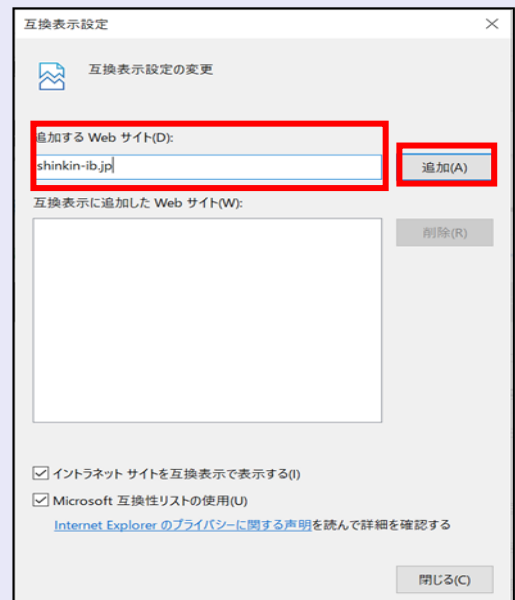 互換表示設定
互換表示設定の変更
追加する Web サイト(D):
shinkin-ib.jp
追加(A)
互換表示に追加した Web サイト(W):
削除(R)
イントラネット サイトを互換表示で表示する(I)
Microsoft 互換性リストの使用(U)
Internet Explorer のプライバシーに関する声明を読んで詳細を確認する
閉じる(C)